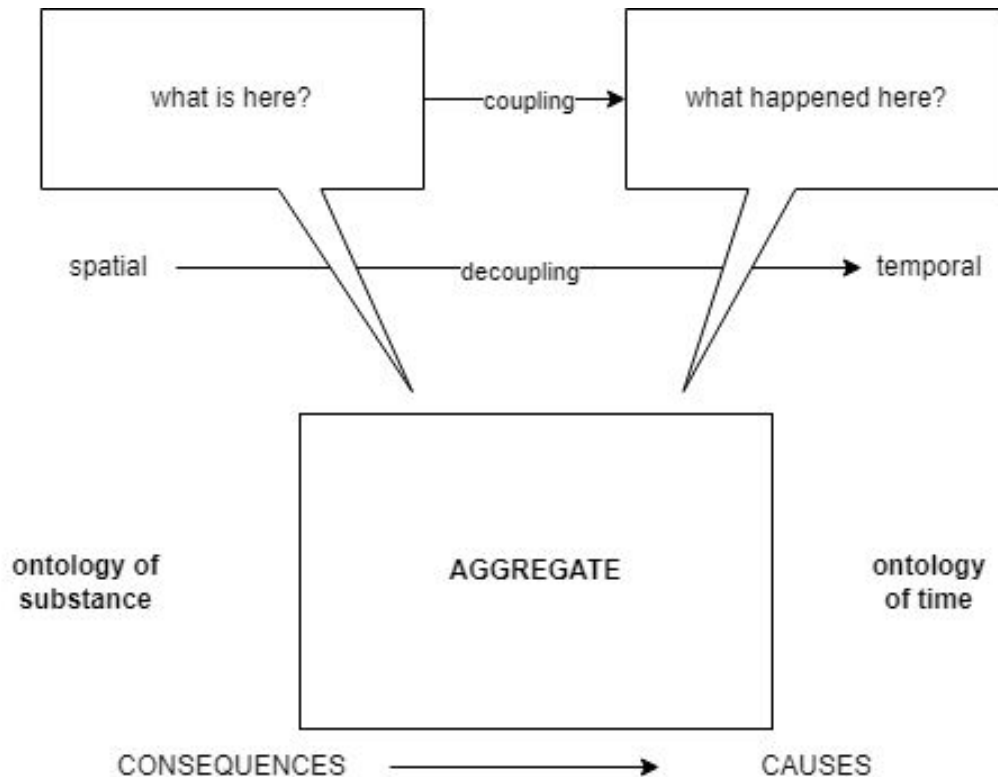 what is here?
coupling
what happened here?
spatial
decoupling
temporal
ontology of
substance
AGGREGATE
ontology
of time
CONSEQUENCES
CAUSES